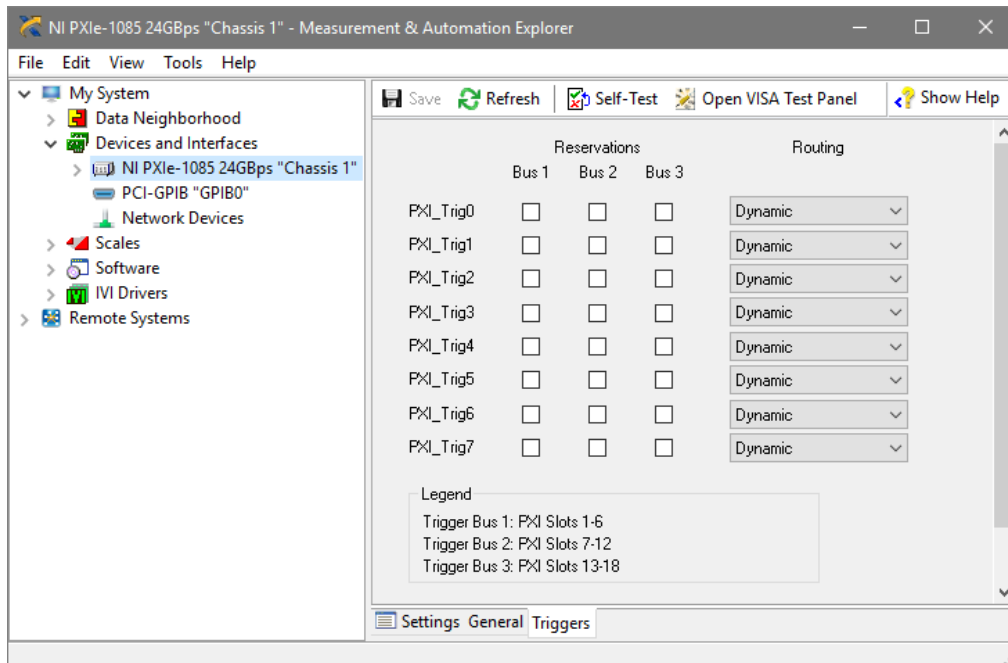 NI PXIe-1085 24GBps "Chassis 1" - Measurement & Automation Explorer
File Edit View Tools Help
My System
Data Neighborhood
Devices and Interfaces
NI PXIe-1085 24GBps "Chassis 1"
PCI-GPIB "GPIB0"
Network Devices
Scales
Software
IVI Drivers
Remote Systems
Save Refresh Self-Test Open VISA Test Panel Show Help
Reservations Routing
Bus 1 Bus 2 Bus 3
PXI_Trig0 Dynamic
PXI_Trig1 Dynamic
PXI_Trig2 Dynamic
PXI_Trig3 Dynamic
PXI_Trig4 Dynamic
PXI_Trig5 Dynamic
PXI_Trig6 Dynamic
PXI_Trig7 Dynamic
Legend
Trigger Bus 1: PXI Slots 1-6
Trigger Bus 2: PXI Slots 7-12
Trigger Bus 3: PXI Slots 13-18
Settings General Triggers